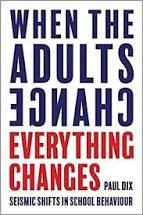 WHEN THE
ADULTS
CHANGE
EVERYTHING
CHANGES
PAUL DIX
SEISMIC SHIFTS IN SCHOOL BEHAVIOUR